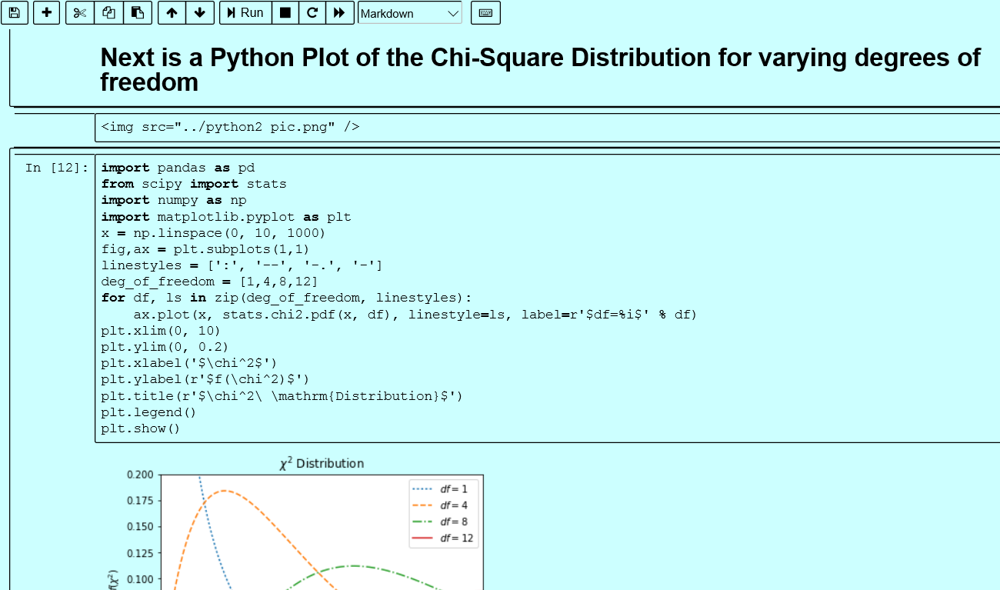 Run
Markdown
Next is a Python Plot of the Chi-Square Distribution for varying degrees of
freedom
<img src="../python2 pic.png" />
In [12]:
import pandas as pd
from scipy import stats
import numpy as np
import matplotlib.pyplot as plt
x = np.linspace(0, 10, 1000)
fig,ax = plt.subplots(1,1)
linestyles = [':', '--', '-.', '-']
deg_of_freedom = [1,4,8,12]
for df, ls in zip(deg_of_freedom, linestyles):
    ax.plot(x, stats.chi2.pdf(x, df), linestyle=ls, label=r'$df=%i$' % df)
plt.xlim(0, 10)
plt.ylim(0, 0.2)
plt.xlabel('$\chi^2$')
plt.ylabel(r'$f(\chi^2)$')
plt.title(r'$\chi^2\ \mathrm{Distribution}$')
plt.legend()
plt.show()
χ² Distribution
0.200
0.175
0.150
0.125
0.100
f(χ²)
df = 1
df = 4
df = 8
df = 12